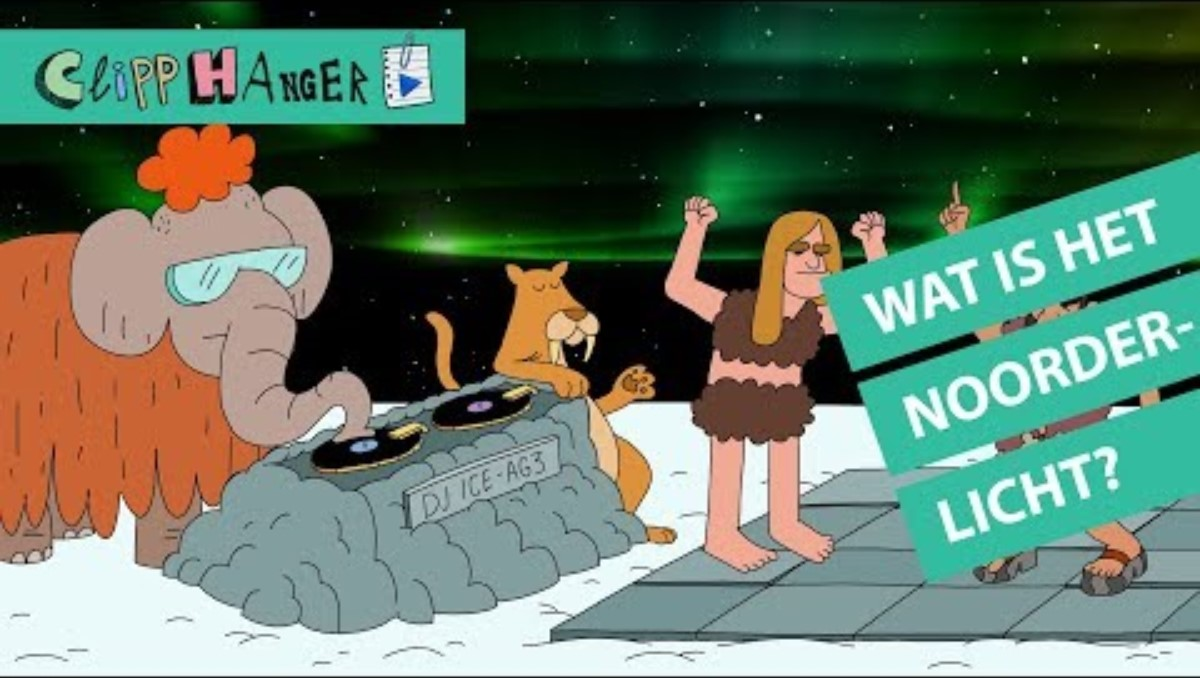 CLIPPHANGER
DJ ICE-AG3
WAT IS HET
NOORDER-
LICHT?